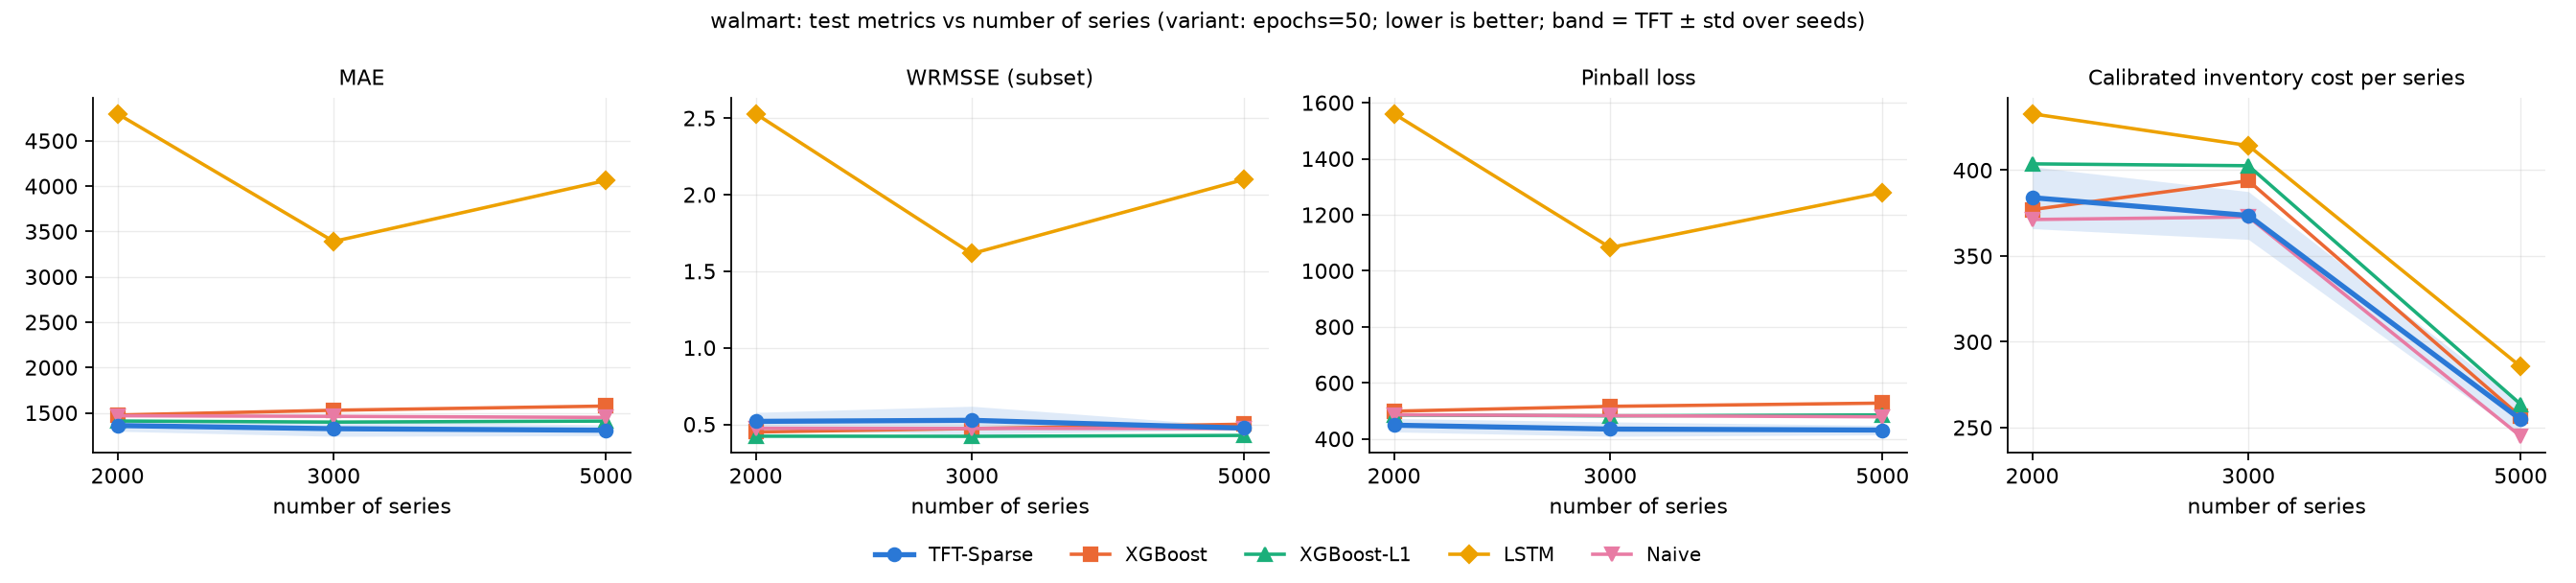 walmart: test metrics vs number of series (variant: epochs=50; lower is better; band = TFT ± std over seeds)
MAE
4500
4000
3500
3000
2500
2000
1500
2000 3000 5000
number of series
WRMSSE (subset)
2.5
2.0
1.5
1.0
0.5
2000 3000 5000
number of series
Pinball loss
1600
1400
1200
1000
800
600
400
2000 3000 5000
number of series
Calibrated inventory cost per series
400
350
300
250
2000 3000 5000
number of series
TFT-Sparse XGBoost XGBoost-L1 LSTM Naive